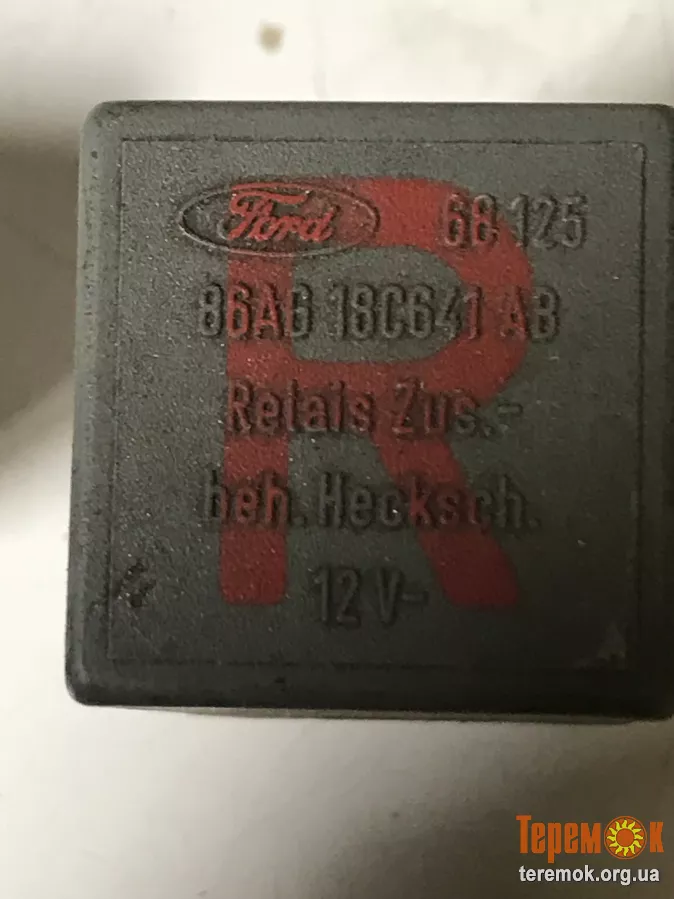 Ford 68 125
86AG 18C641 AB
Relais Zus.-
beh. Hecksch.
12 V-
R
ТеремОк
teremok.org.ua